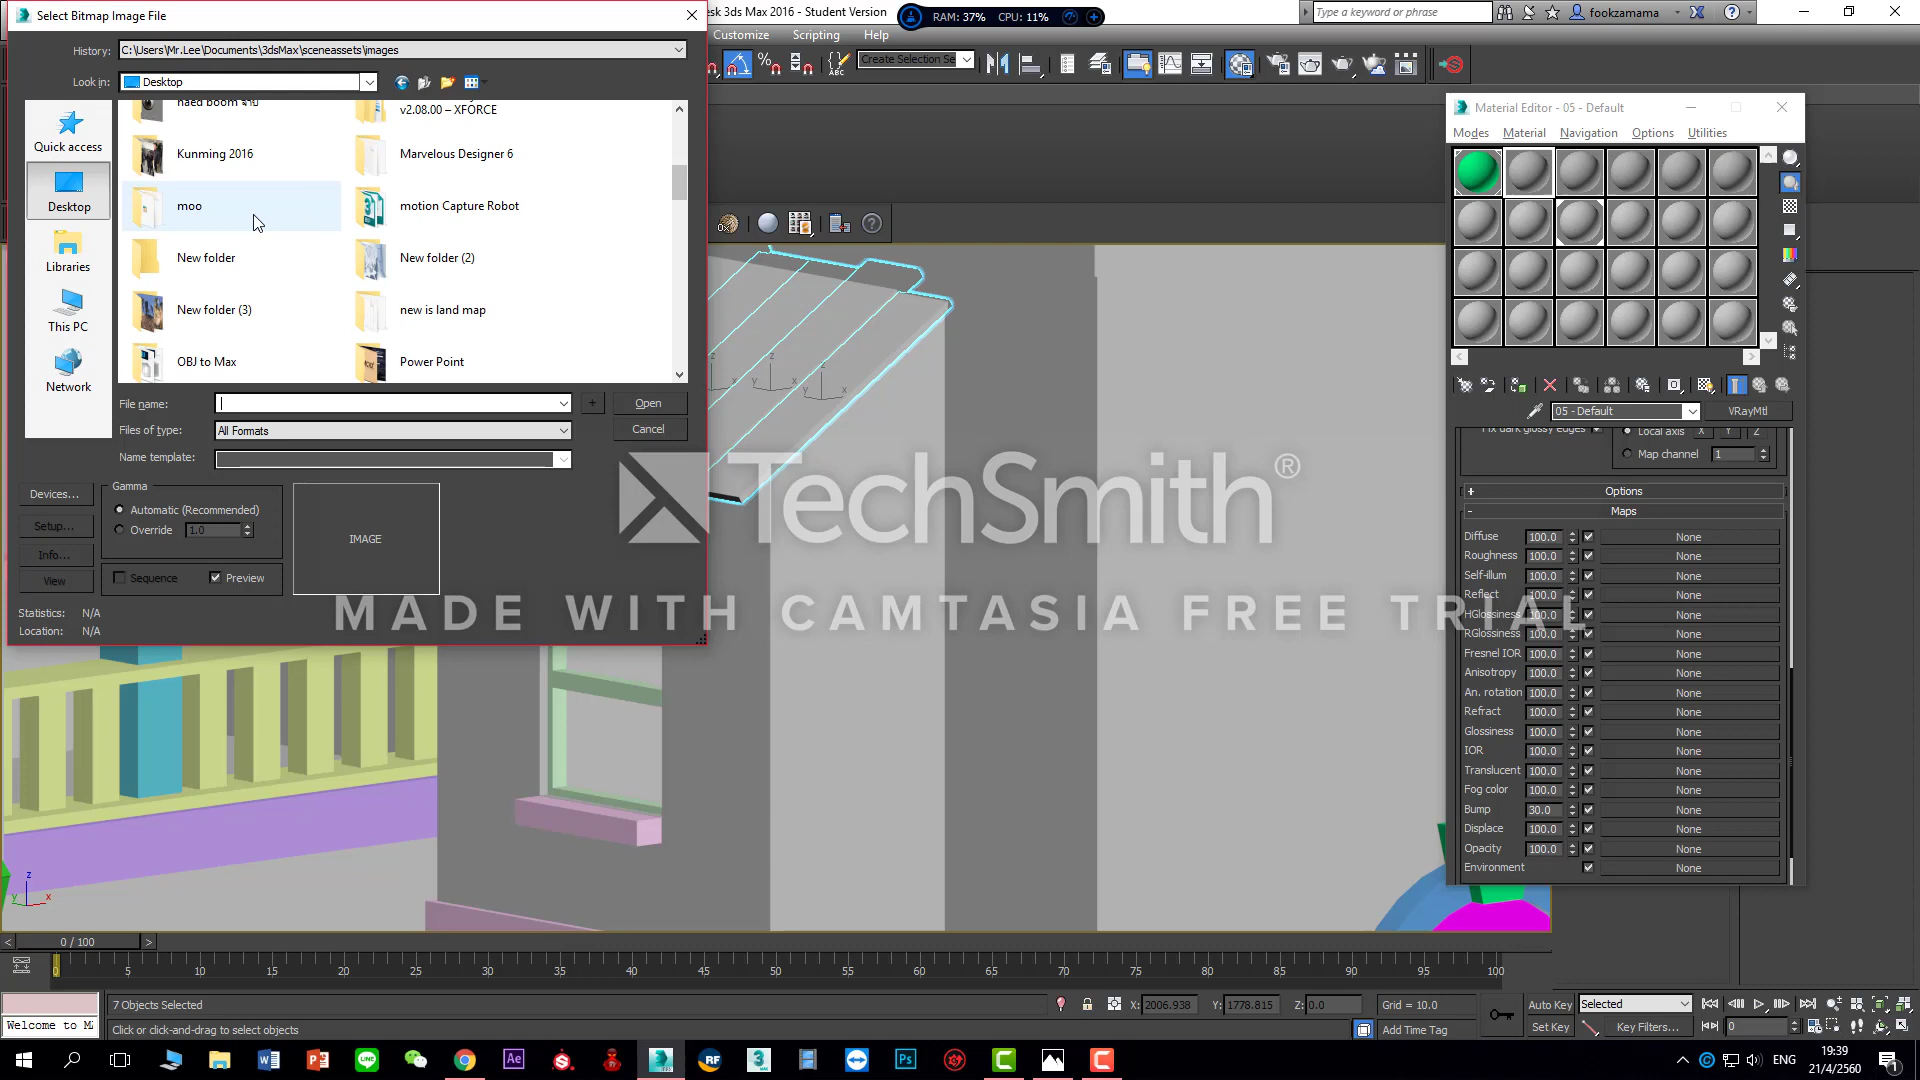 Select Bitmap Image File
History:
C:\Users\Mr.Lee\Documents\3dsMax\sceneassets\images
Look in:
Desktop
Quick access
Desktop
Libraries
This PC
Network
v2.08.00 – XFORCE
Kunming 2016
Marvelous Designer 6
moo
motion Capture Robot
New folder
New folder (2)
New folder (3)
new is land map
OBJ to Max
Power Point
File name:
Open
Files of type:
All Formats
Cancel
Name template:
Devices...
Setup...
Info...
View
Gamma
Automatic (Recommended)
Override
1.0
Sequence
Preview
IMAGE
Statistics: N/A
Location: N/A
desk 3ds Max 2016 - Student Version
RAM: 37% CPU: 11%
Type a keyword or phrase
fookzamama
Customize
Scripting
Help
Create Selection Se
Material Editor - 05 - Default
Modes
Material
Navigation
Options
Utilities
05 - Default
VRayMtl
Fix dark glossy edges
Local axis X Y Z
Map channel 1
Options
Maps
Diffuse 100.0 None
Roughness 100.0 None
Self-illum 100.0 None
Reflect 100.0 None
HGlossiness 100.0 None
RGlossiness 100.0 None
Fresnel IOR 100.0 None
Anisotropy 100.0 None
An. rotation 100.0 None
Refract 100.0 None
Glossiness 100.0 None
IOR 100.0 None
Translucent 100.0 None
Fog color 100.0 None
Bump 30.0 None
Displace 100.0 None
Opacity 100.0 None
Environment None
TechSmith®
MADE WITH CAMTASIA FREE TRIAL
0 / 100
0 5 10 15 20 25 30 35 40 45 50 55 60 65 70 75 80 85 90 95 100
7 Objects Selected
X: 2006.938 Y: 1778.815 Z: 0.0
Grid = 10.0
Auto Key
Selected
Welcome to M
Click or click-and-drag to select objects
Add Time Tag
Set Key
Key Filters...
0
ENG
19:39
21/4/2560